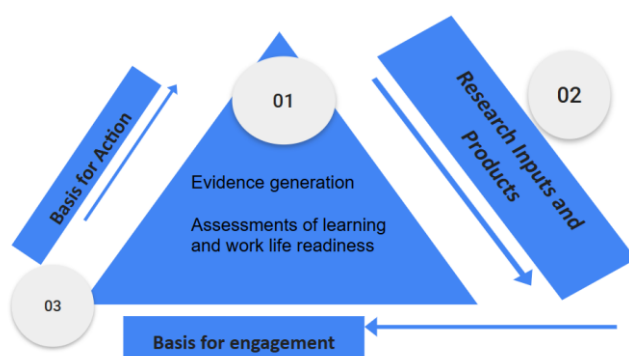 01
Evidence generation
Assessments of learning
and work life readiness
02
Research Inputs and
Products
03
Basis for Action
Basis for engagement